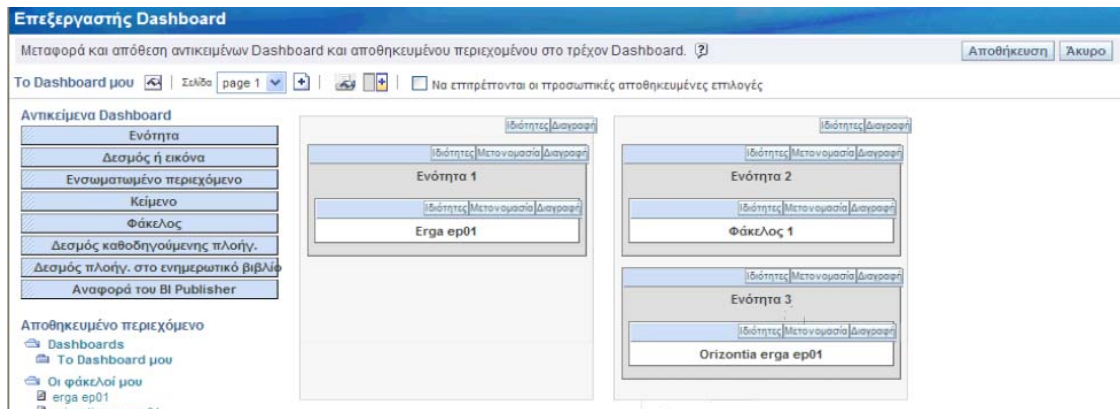 Επεξεργαστής Dashboard
Μεταφορά και απόθεση αντικειμένων Dashboard και αποθηκευμένου περιεχομένου στο τρέχον Dashboard. ?
Αποθήκευση Άκυρο
Το Dashboard μου | Σελίδα page 1 | Να επιτρέπονται οι προσωπικές αποθηκευμένες επιλογές
Αντικείμενα Dashboard
Ενότητα
Δεσμός ή εικόνα
Ενσωματωμένο περιεχόμενο
Κείμενο
Φάκελος
Δεσμός καθοδηγούμενης πλοήγ.
Δεσμός πλοήγ. στο ενημερωτικό βιβλίο
Αναφορά του BI Publisher
Αποθηκευμένο περιεχόμενο
Dashboards
Το Dashboard μου
Οι φάκελοί μου
erga ep01
Ιδιότητες Διαγραφή
Ιδιότητες Μετονομασία Διαγραφή
Ενότητα 1
Ιδιότητες Μετονομασία Διαγραφή
Erga ep01
Ιδιότητες Διαγραφή
Ιδιότητες Μετονομασία Διαγραφή
Ενότητα 2
Ιδιότητες Μετονομασία Διαγραφή
Φάκελος 1
Ιδιότητες Μετονομασία Διαγραφή
Ενότητα 3
Ιδιότητες Μετονομασία Διαγραφή
Orizontia erga ep01